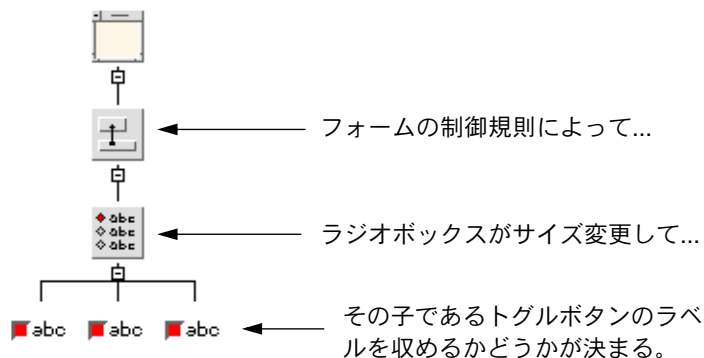 フォームの制御規則によって...
abc
abc
abc
ラジオボックスがサイズ変更して...
abc abc abc
その子であるトグルボタンのラベ
ルを収めるかどうかが決まる。